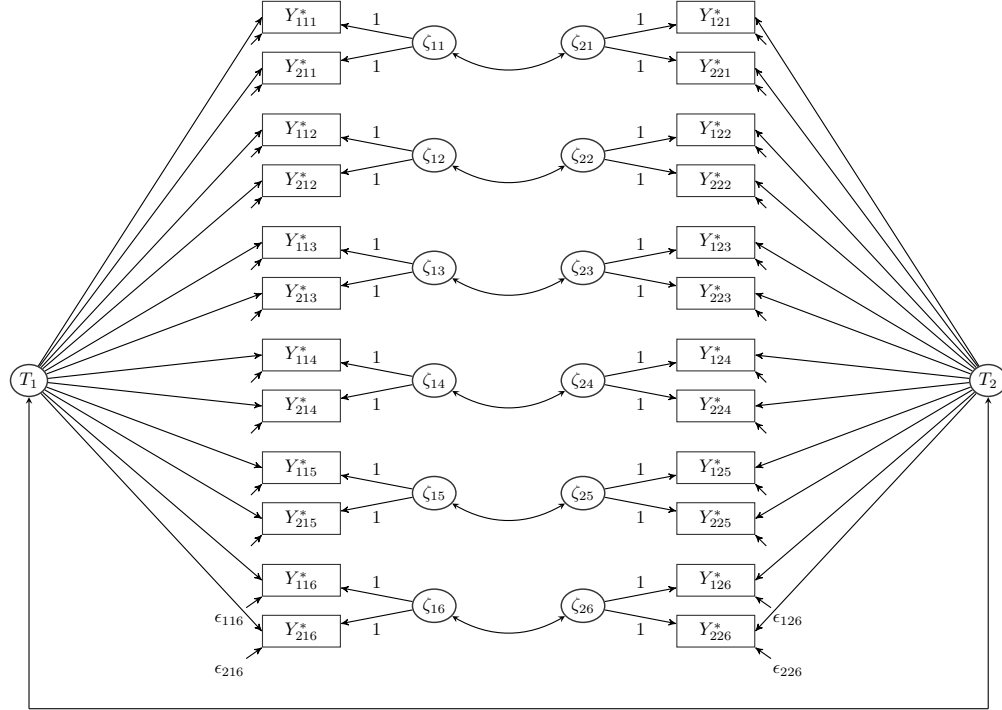 Y*₁₁₁ 1 1 Y*₁₂₁
ζ₁₁ ζ₂₁
Y*₂₁₁ 1 1 Y*₂₂₁
Y*₁₁₂ 1 1 Y*₁₂₂
ζ₁₂ ζ₂₂
Y*₂₁₂ 1 1 Y*₂₂₂
Y*₁₁₃ 1 1 Y*₁₂₃
ζ₁₃ ζ₂₃
Y*₂₁₃ 1 1 Y*₂₂₃
Y*₁₁₄ 1 1 Y*₁₂₄
T₁ ζ₁₄ ζ₂₄ T₂
Y*₂₁₄ 1 1 Y*₂₂₄
Y*₁₁₅ 1 1 Y*₁₂₅
ζ₁₅ ζ₂₅
Y*₂₁₅ 1 1 Y*₂₂₅
Y*₁₁₆ 1 1 Y*₁₂₆
ζ₁₆ ζ₂₆
ϵ₁₁₆ ϵ₁₂₆
Y*₂₁₆ 1 1 Y*₂₂₆
ϵ₂₁₆ ϵ₂₂₆